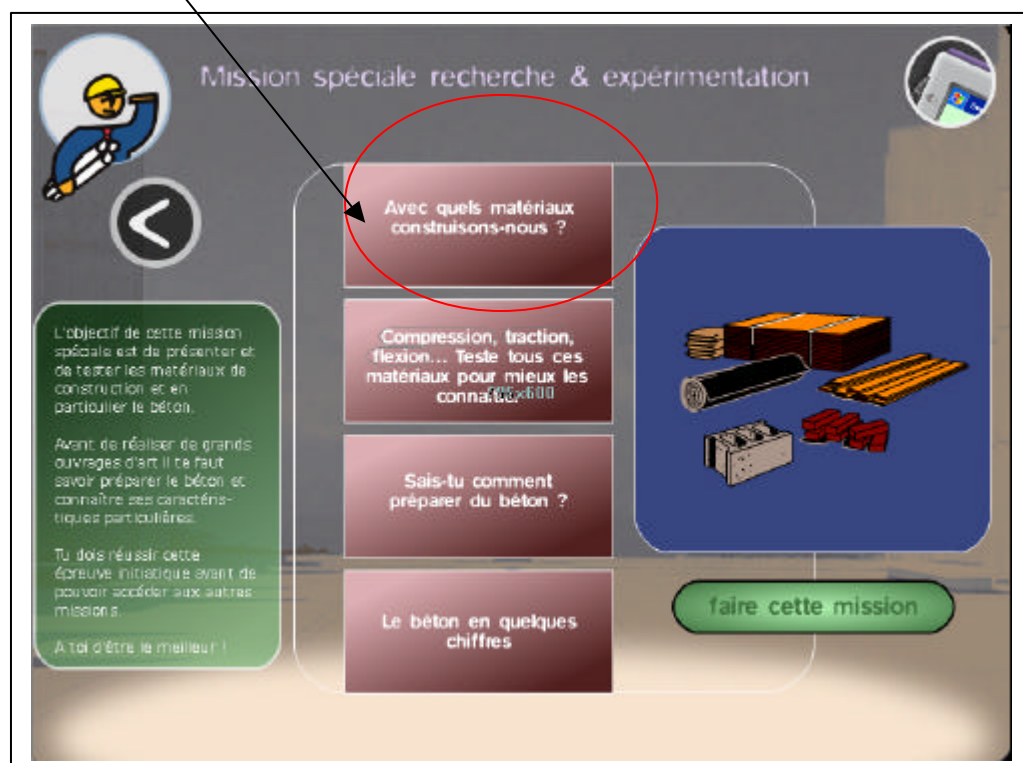 Mission spéciale recherche & expérimentation
Avec quels matériaux
construisons-nous ?
Compression, traction,
flexion... Teste tous ces
matériaux pour mieux les
L'objectif de cette mission
spéciale est de présenter et
de tester les matériaux de
construction et en
particulier le béton.
Avant de réaliser de grands
ouvrages d'art il te faut
savoir préparer le béton et
connaître ses caractéris-
tiques particulières.
Tu dois réussir cette
épreuve initiatique avant de
pouvoir accéder aux autres
missions.
A toi d'être le meilleur !
Sais-tu comment
préparer du béton ?
Le béton en quelques
chiffres
faire cette mission